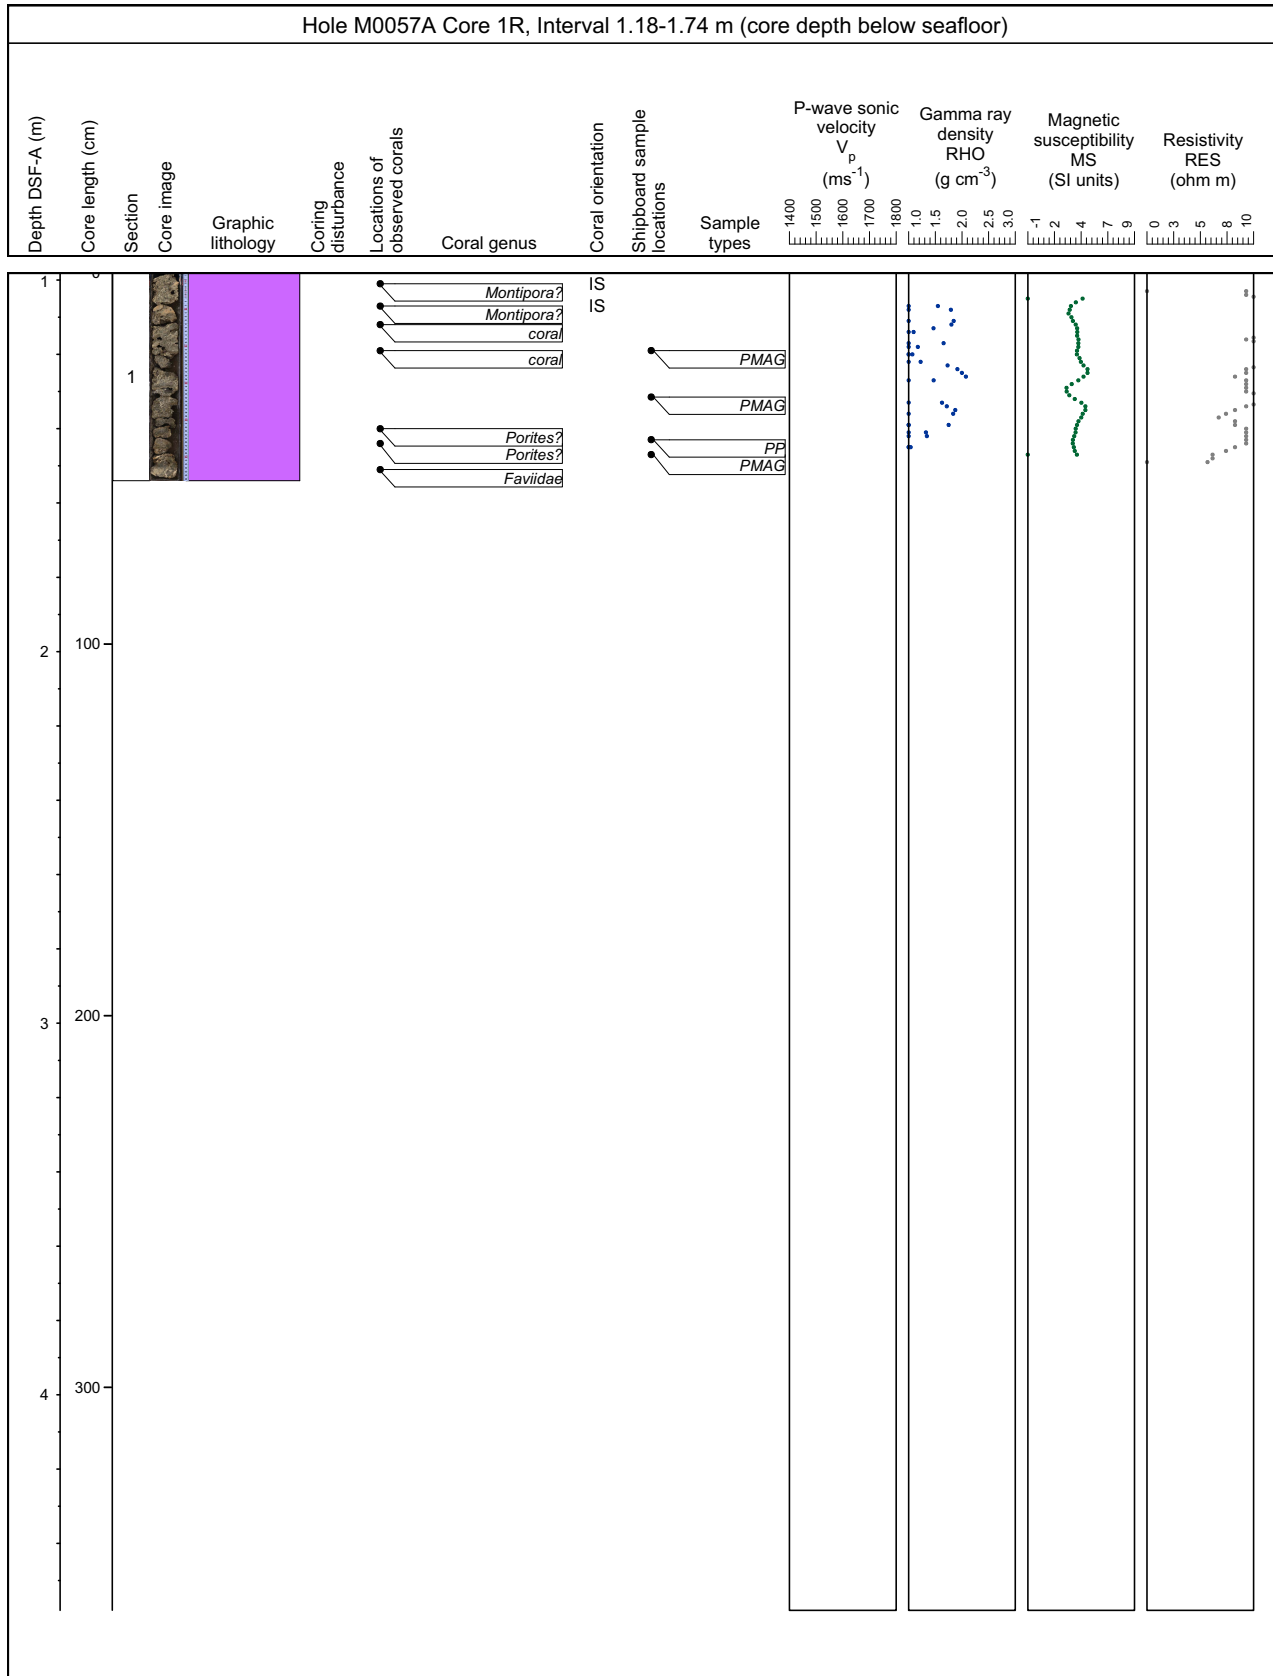 Hole M0057A Core 1R, Interval 1.18-1.74 m (core depth below seafloor)
Depth DSF-A (m)
Core length (cm)
Section
Core image
Graphic
lithology
Coring
disturbance
Locations of
observed corals
Coral genus
Coral orientation
Shipboard sample
locations
Sample
types
P-wave sonic
velocity
Vp
(ms-1)
1400
1500
1600
1700
1800
Gamma ray
density
RHO
(g cm-3)
1.0
1.5
2.0
2.5
3.0
Magnetic
susceptibility
MS
(SI units)
-1
2
4
7
9
Resistivity
RES
(ohm m)
0
3
5
8
10
1
0
1
Montipora?
IS
Montipora?
IS
coral
coral
PMAG
PMAG
Porites?
PP
Porites?
PMAG
Faviidae
2
100
3
200
4
300